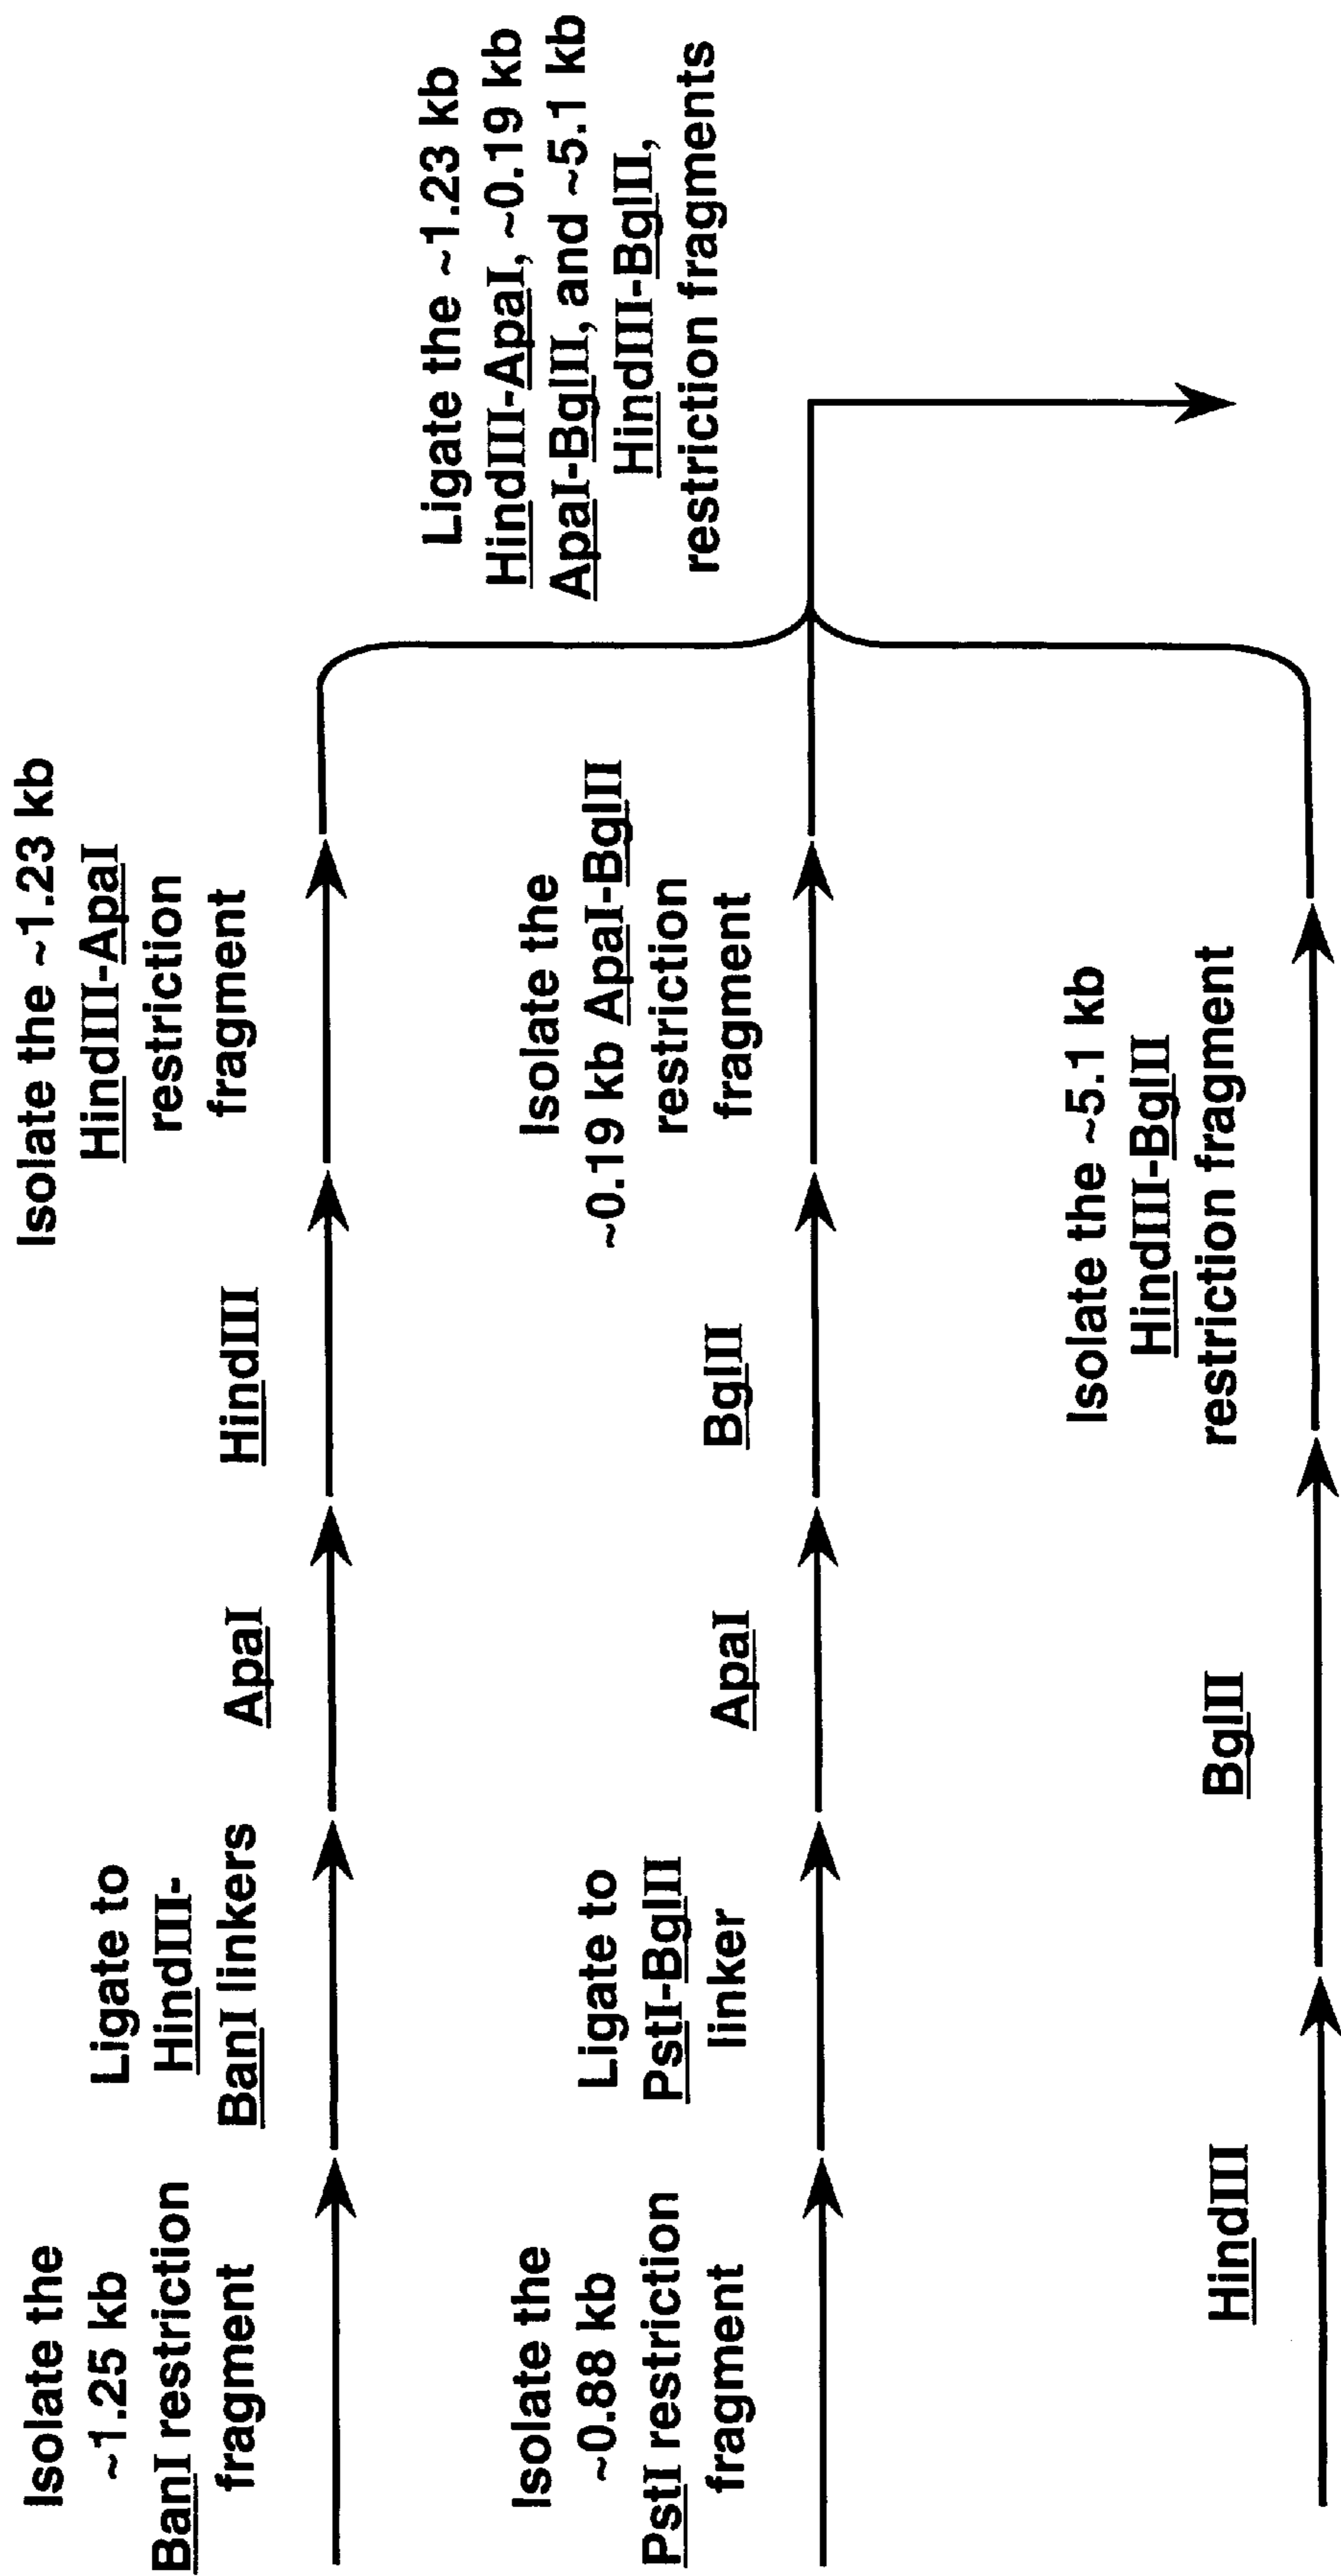 Isolate the
~1.25 kb
BanI restriction
fragment
Ligate to
HindIII-
BanI linkers
ApaI
HindIII
Isolate the ~1.23 kb
HindIII-ApaI
restriction
fragment
Isolate the
~0.88 kb
PstI restriction
fragment
Ligate to
PstI-BglII
linker
ApaI
BglII
Isolate the
~0.19 kb ApaI-BglII
restriction
fragment
HindIII
BglII
Isolate the ~5.1 kb
HindIII-BglII
restriction fragment
Ligate the ~1.23 kb
HindIII-ApaI, ~0.19 kb
ApaI-BglII, and ~5.1 kb
HindIII-BglII,
restriction fragments